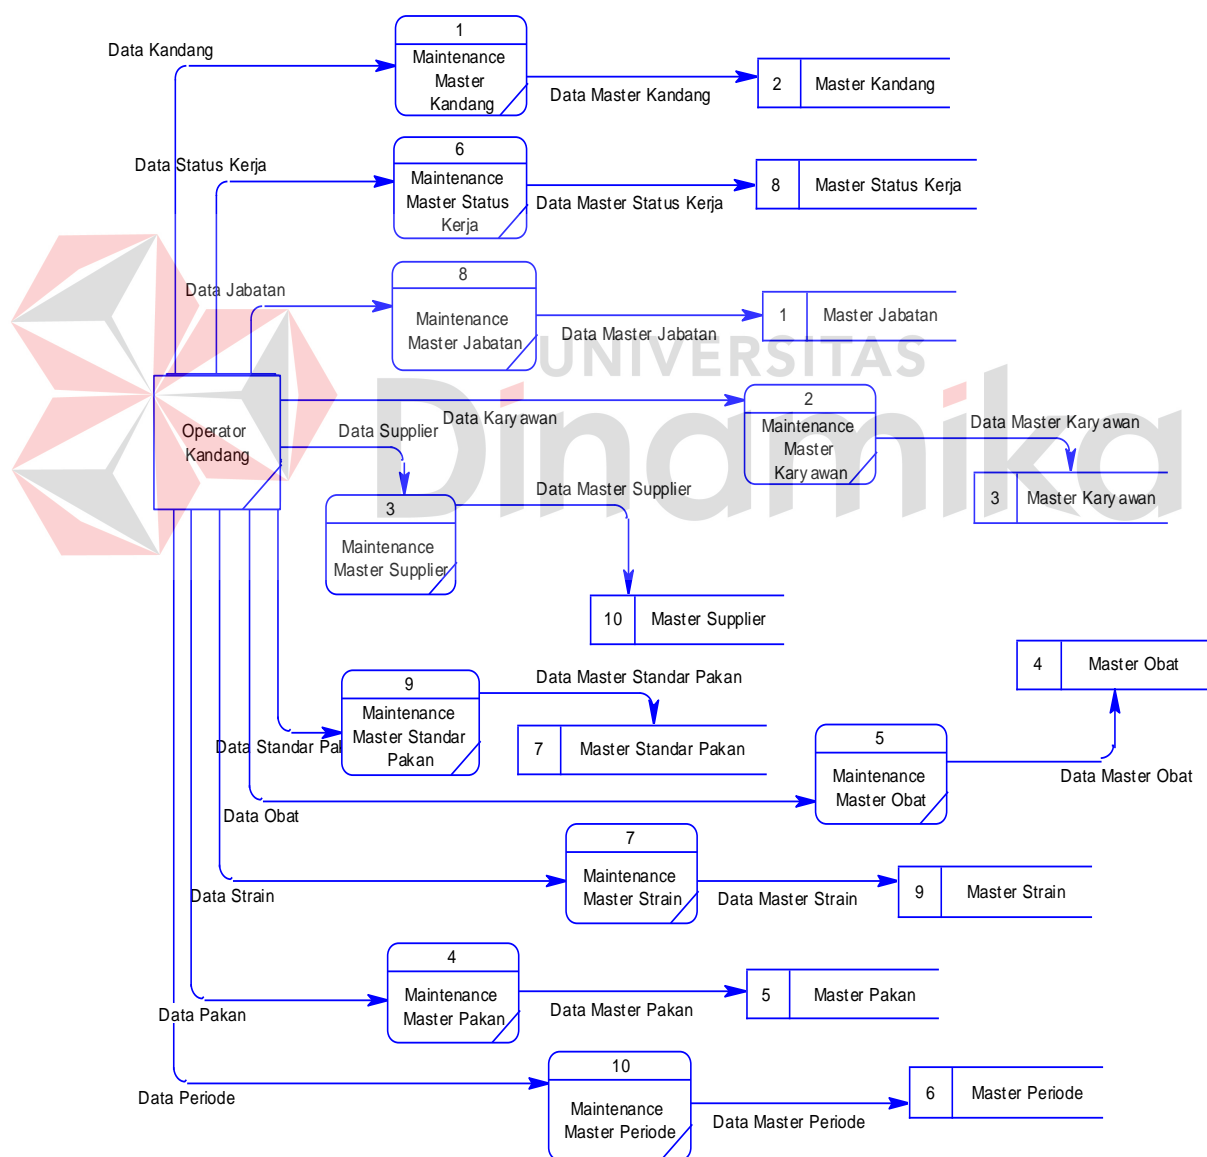 1
Data Kandang
Maintenance
Master
Kandang
Data Master Kandang
2
Master Kandang
6
Data Status Kerja
Maintenance
Master Status
Kerja
Data Master Status Kerja
8
Master Status Kerja
8
Data Jabatan
Maintenance
Master Jabatan
Data Master Jabatan
1
Master Jabatan
UNIVERSITAS
Dinamika
Operator
Kandang
Data Karyawan
2
Maintenance
Master
Karyawan
Data Master Karyawan
3
Master Karyawan
Data Supplier
3
Maintenance
Master Supplier
Data Master Supplier
10
Master Supplier
9
Maintenance
Master Standar
Pakan
Data Standar Pak
Data Master Standar Pakan
7
Master Standar Pakan
4
Master Obat
5
Maintenance
Master Obat
Data Master Obat
Data Obat
7
Maintenance
Master Strain
Data Strain
Data Master Strain
9
Master Strain
4
Maintenance
Master Pakan
Data Pakan
Data Master Pakan
5
Master Pakan
10
Maintenance
Master Periode
Data Periode
Data Master Periode
6
Master Periode